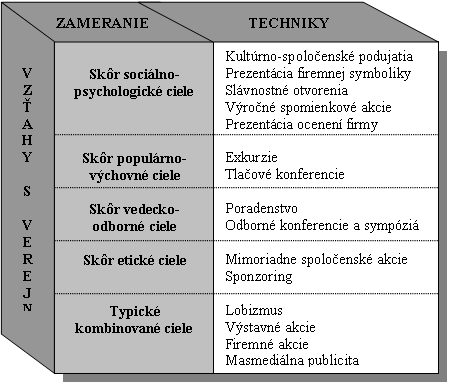 ZAMERANIE
TECHNIKY
VZŤAHY S VEREJN
Skôr sociálno-
psychologické ciele
Kultúrno-spoločenské podujatia
Prezentácia firemnej symboliky
Slávnostné otvorenia
Výročné spomienkové akcie
Prezentácia ocenení firmy
Skôr populárno-
výchovné ciele
Exkurzie
Tlačové konferencie
Skôr vedecko-
odborné ciele
Poradenstvo
Odborné konferencie a sympóziá
Skôr etické ciele
Mimoriadne spoločenské akcie
Sponzoring
Typické
kombinované ciele
Lobizmus
Výstavné akcie
Firemné akcie
Masmediálna publicita